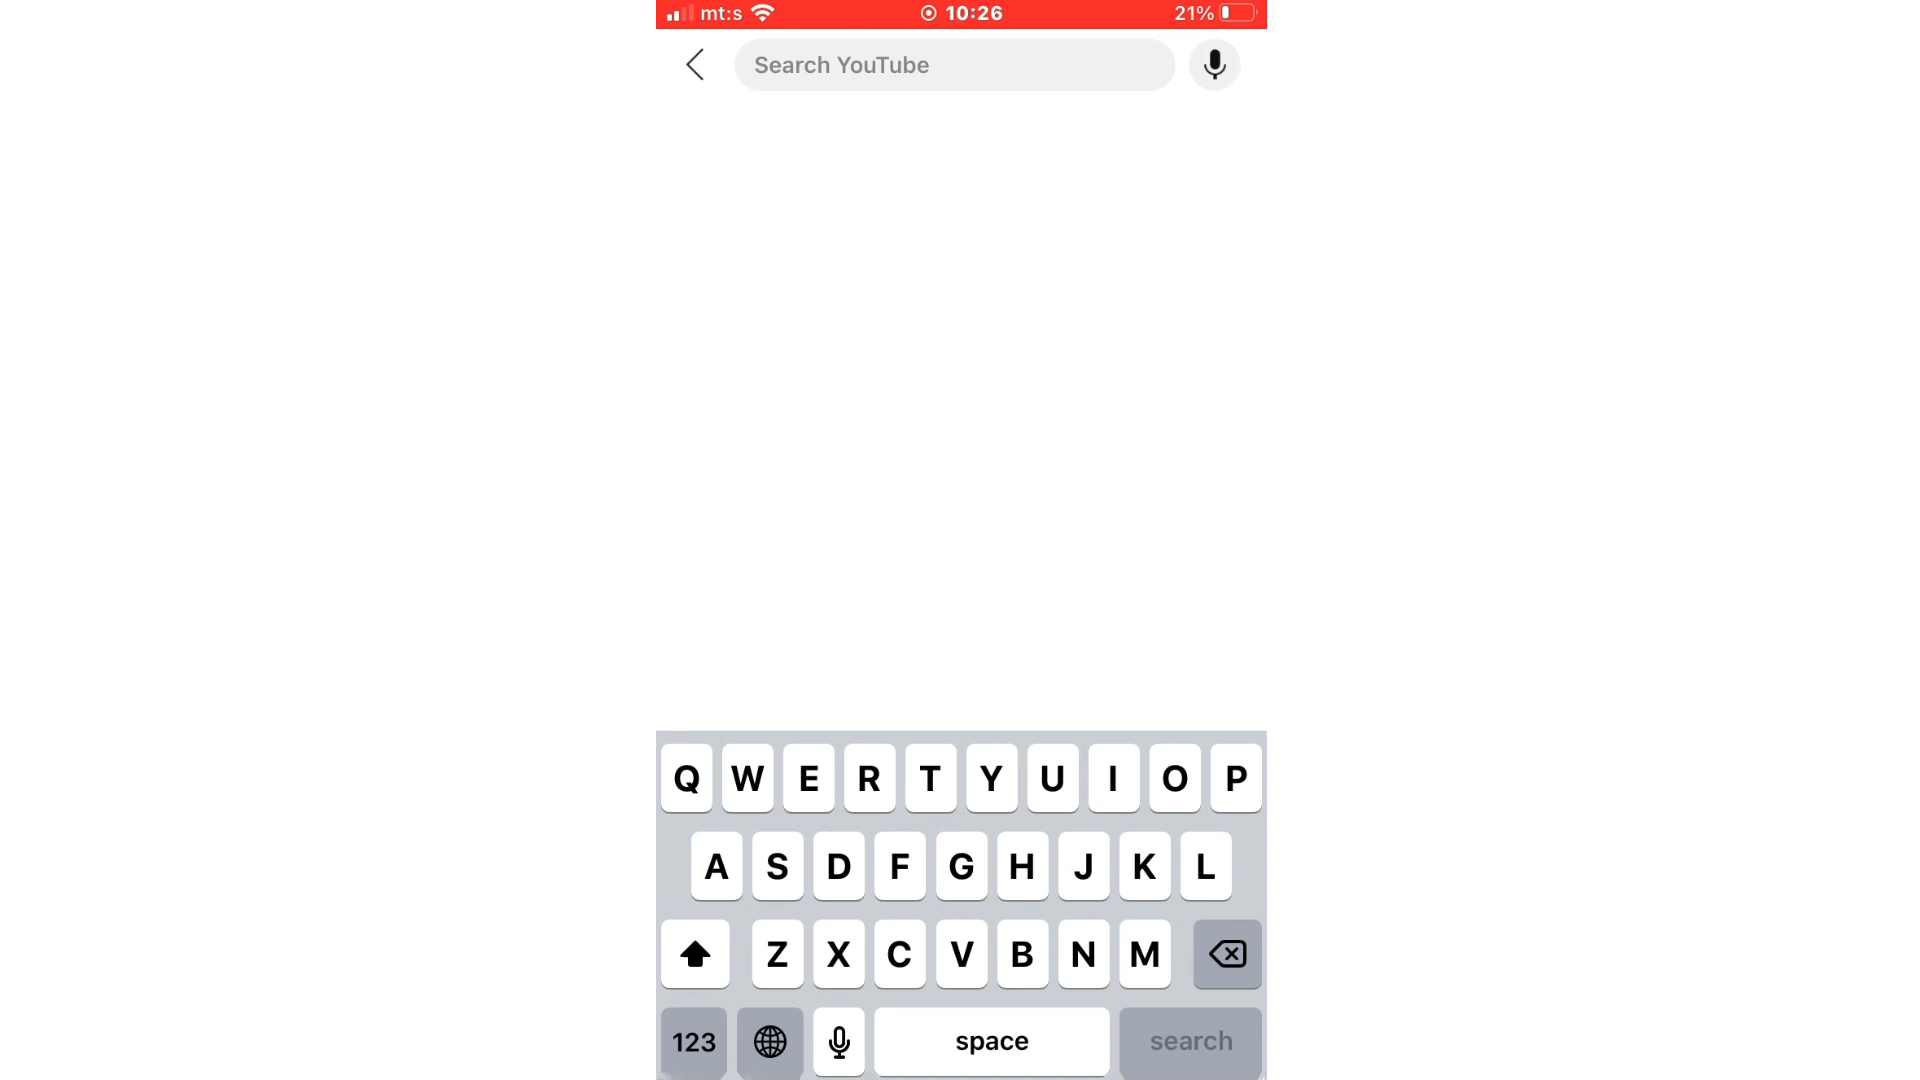 mt:s 10:26 21%
Search YouTube
Q W E R T Y U I O P
A S D F G H J K L
Z X C V B N M
123 space search